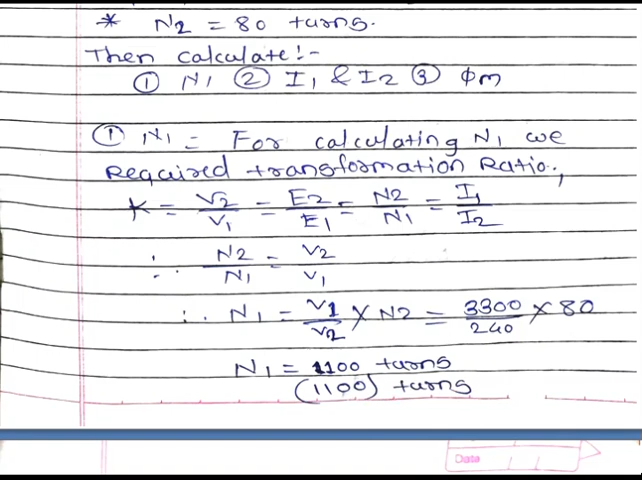 * N2 = 80 turns.
Then calculate:-
① N1 ② I1 & I2 ③ φm
① N1 = For calculating N1 we
Required transformation Ratio,
K = V2/V1 = E2/E1 = N2/N1 = I1/I2
∴ N2/N1 = V2/V1
∴ N1 = V1/V2 × N2 = 3300/240 × 80
N1 = 1100 turns
(1100) turns
Date